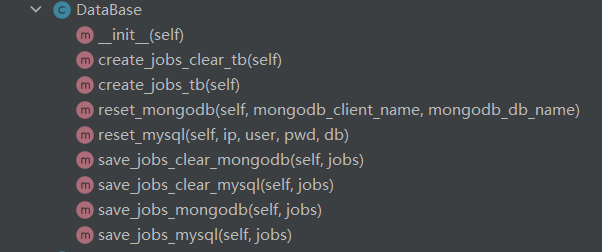 DataBase
__init__(self)
create_jobs_clear_tb(self)
create_jobs_tb(self)
reset_mongodb(self, mongodb_client_name, mongodb_db_name)
reset_mysql(self, ip, user, pwd, db)
save_jobs_clear_mongodb(self, jobs)
save_jobs_clear_mysql(self, jobs)
save_jobs_mongodb(self, jobs)
save_jobs_mysql(self, jobs)